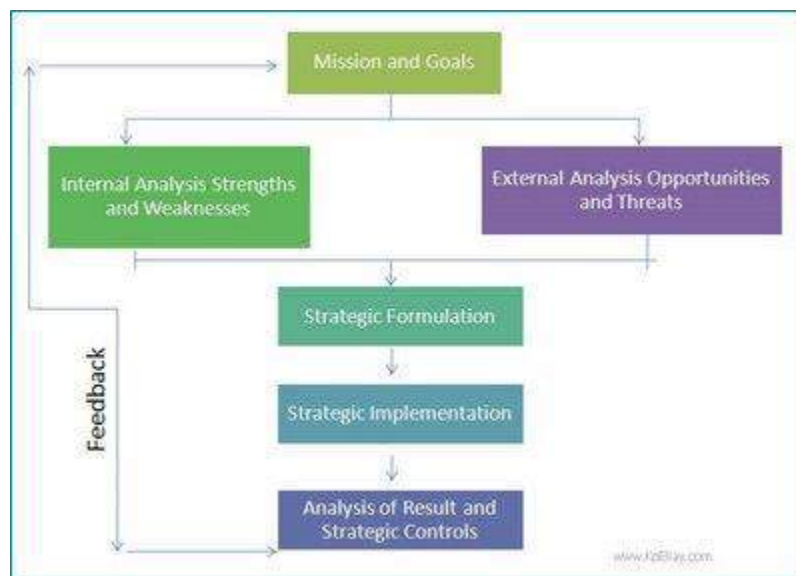 Mission and Goals
Internal Analysis Strengths
and Weaknesses
External Analysis Opportunities
and Threats
Strategic Formulation
Strategic Implementation
Feedback
Analysis of Result and
Strategic Controls